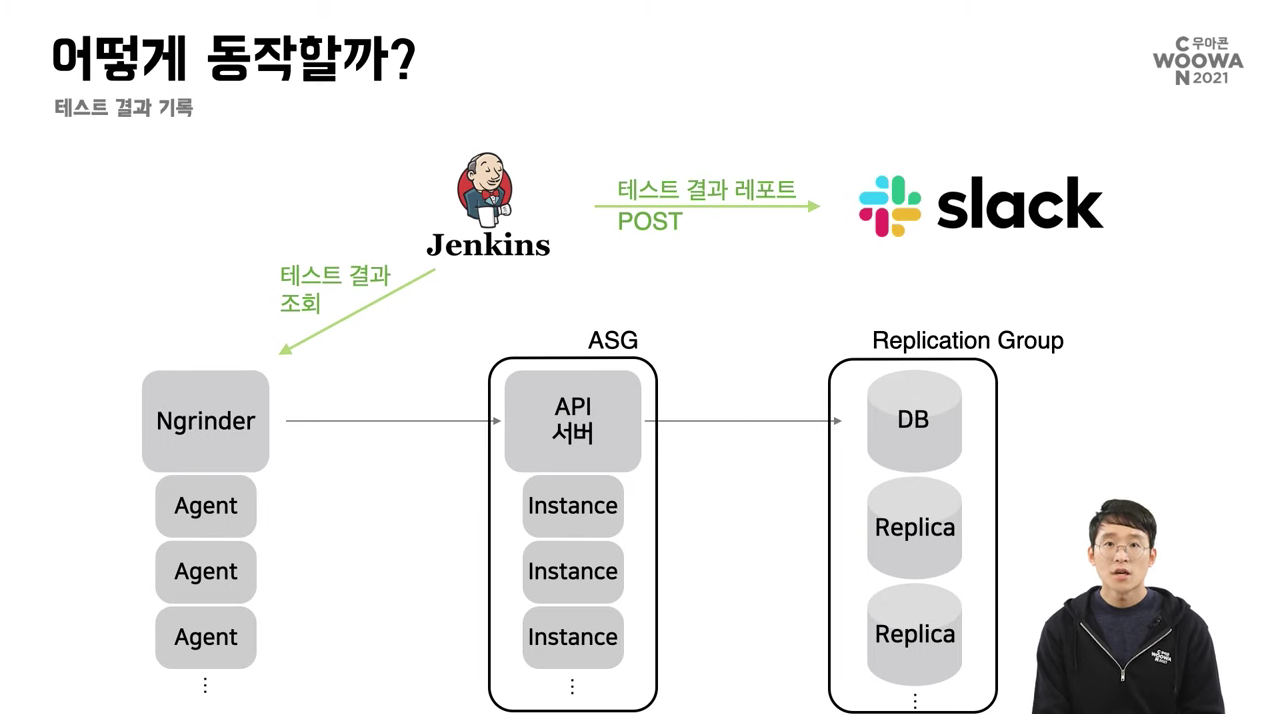 어떻게 동작할까?
테스트 결과 기록
C 우아콘
WOOWA
N 2021
Jenkins
테스트 결과 레포트
POST
slack
테스트 결과
조회
ASG
Replication Group
Ngrinder
API
서버
DB
Agent
Instance
Replica
Agent
Instance
Agent
Instance
Replica
C
WOOWA
N 2021